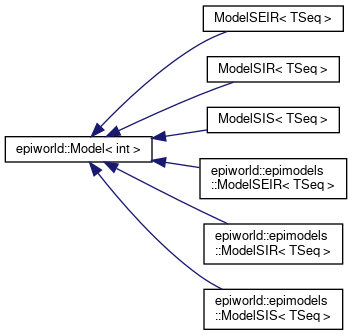 ModelSEIR< TSeq >
ModelSIR< TSeq >
ModelSIS< TSeq >
epiworld::Model< int >
epiworld::epimodels
::ModelSEIR< TSeq >
epiworld::epimodels
::ModelSIR< TSeq >
epiworld::epimodels
::ModelSIS< TSeq >